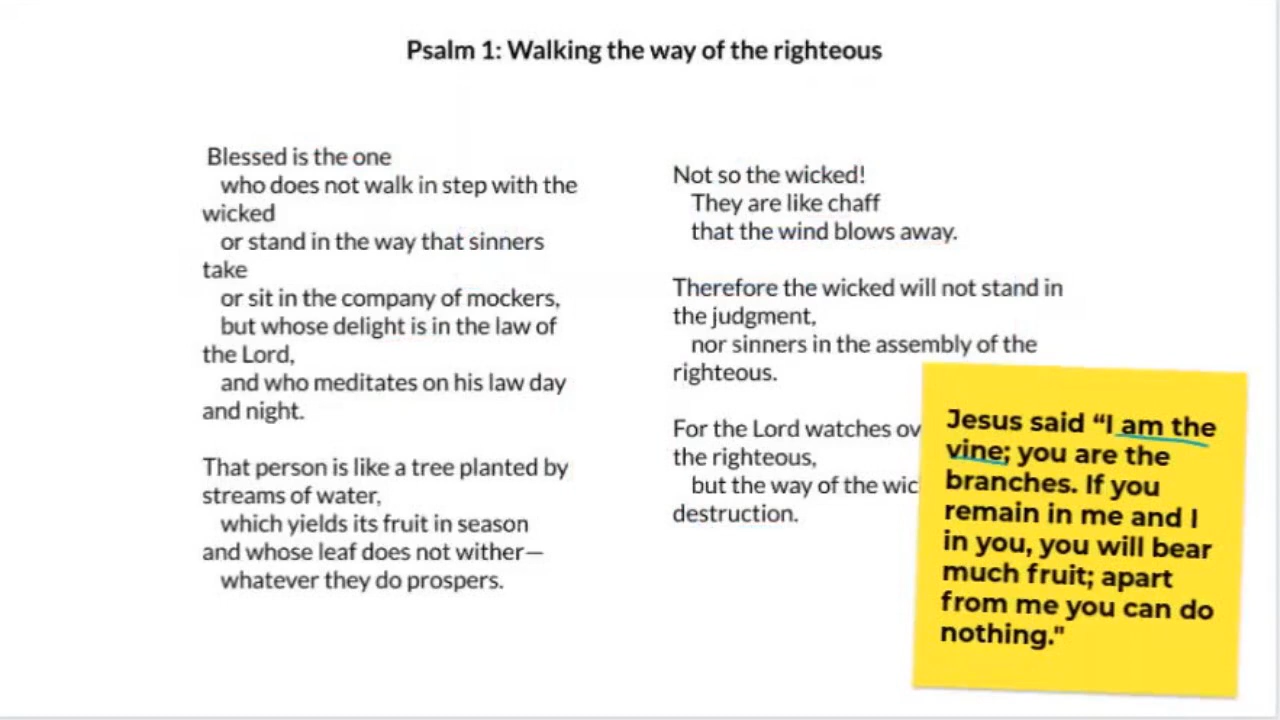 Psalm 1: Walking the way of the righteous
Blessed is the one
who does not walk in step with the
wicked
or stand in the way that sinners
take
or sit in the company of mockers,
but whose delight is in the law of
the Lord,
and who meditates on his law day
and night.
That person is like a tree planted by
streams of water,
which yields its fruit in season
and whose leaf does not wither—
whatever they do prospers.
Not so the wicked!
They are like chaff
that the wind blows away.
Therefore the wicked will not stand in
the judgment,
nor sinners in the assembly of the
righteous.
For the Lord watches
the righteous,
but the way of the
destruction.
Jesus said “I am the
vine; you are the
branches. If you
remain in me and I
in you, you will bear
much fruit; apart
from me you can do
nothing."